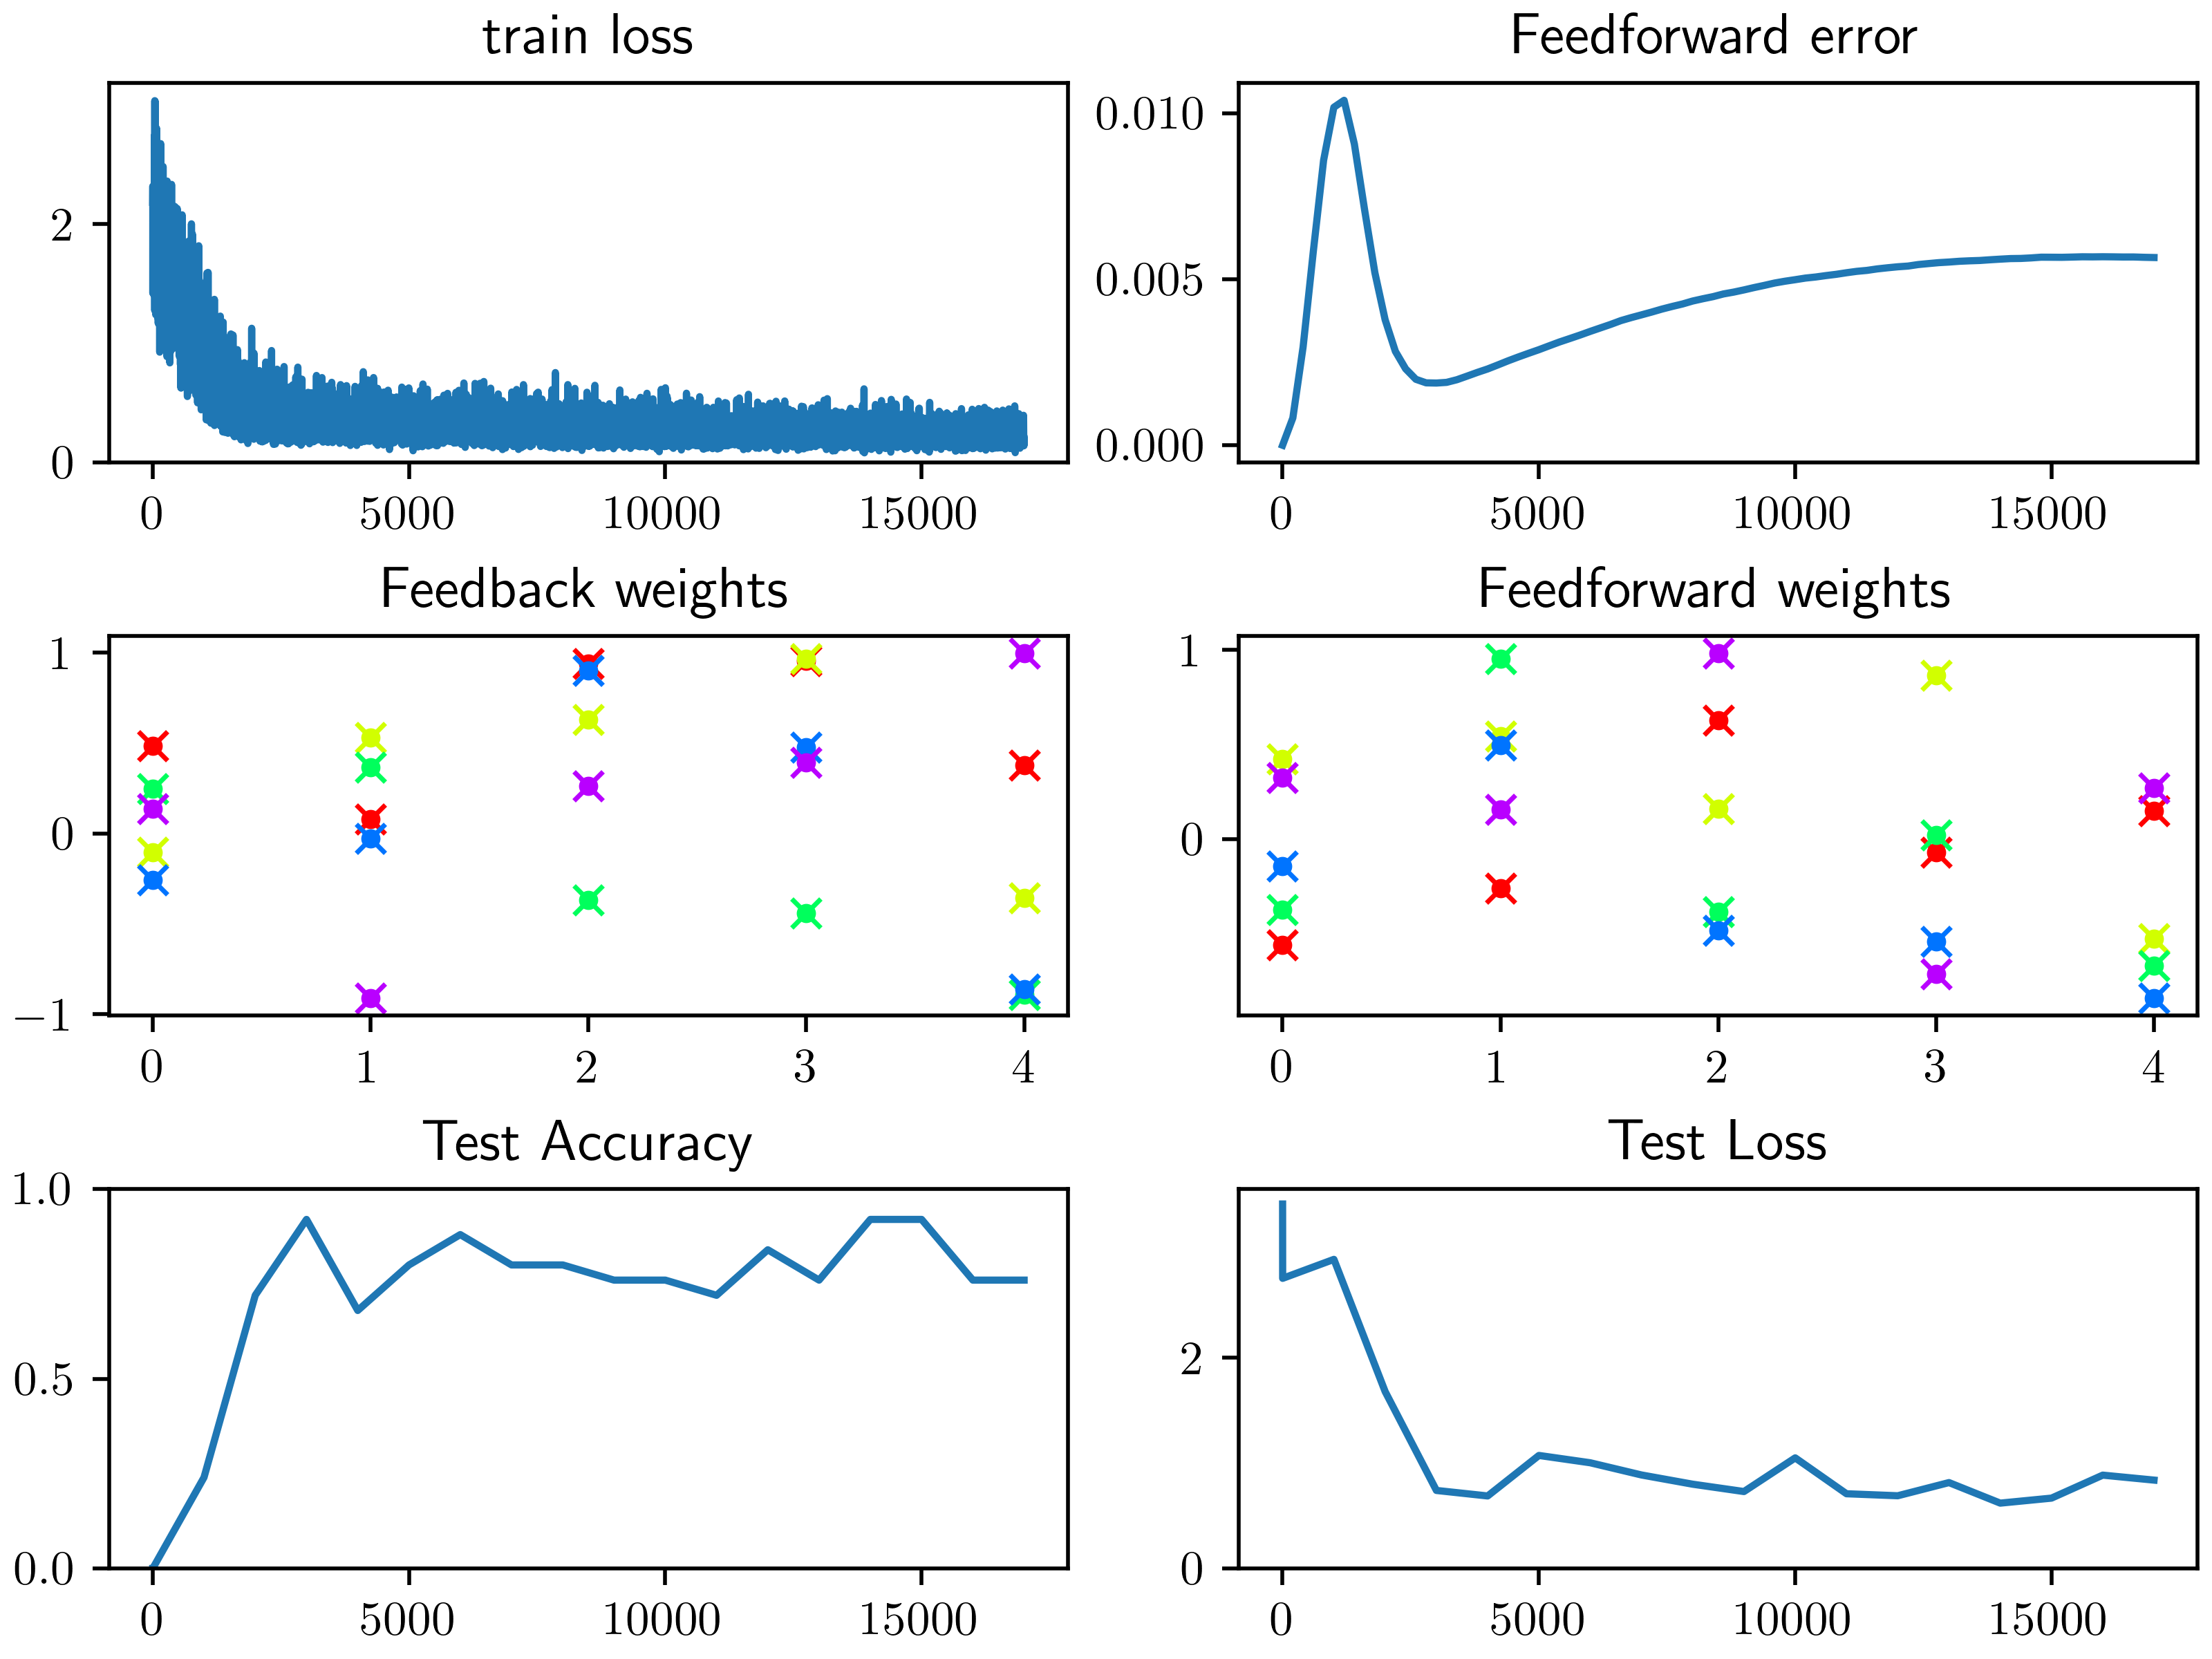 train loss
2
0
0 5000 10000 15000
Feedforward error
0.010
0.005
0.000
0 5000 10000 15000
Feedback weights
1
0
−1
0 1 2 3 4
Feedforward weights
1
0
0 1 2 3 4
Test Accuracy
1.0
0.5
0.0
0 5000 10000 15000
Test Loss
2
0
0 5000 10000 15000